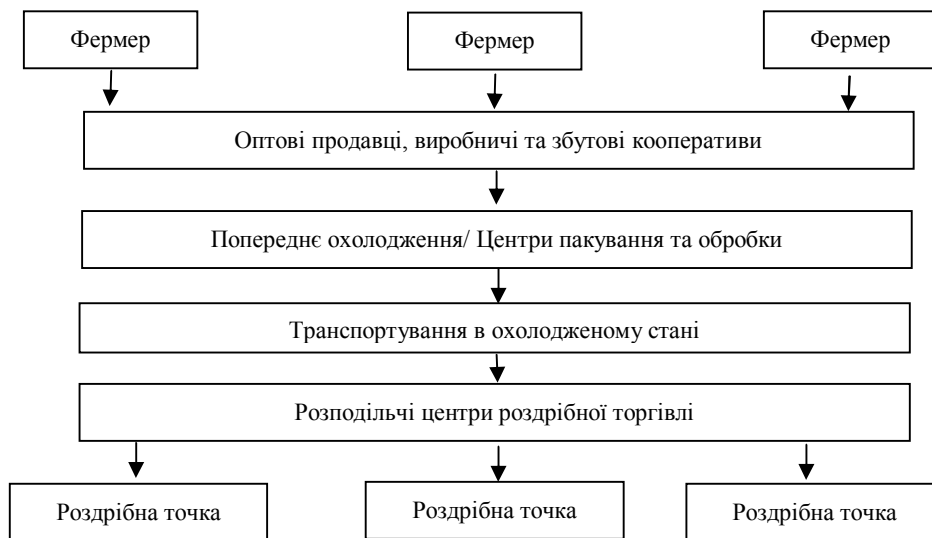 Фермер
Фермер
Фермер
Оптові продавці, виробничі та збутові кооперативи
Попереднє охолодження/ Центри пакування та обробки
Транспортування в охолодженому стані
Розподільчі центри роздрібної торгівлі
Роздрібна точка
Роздрібна точка
Роздрібна точка